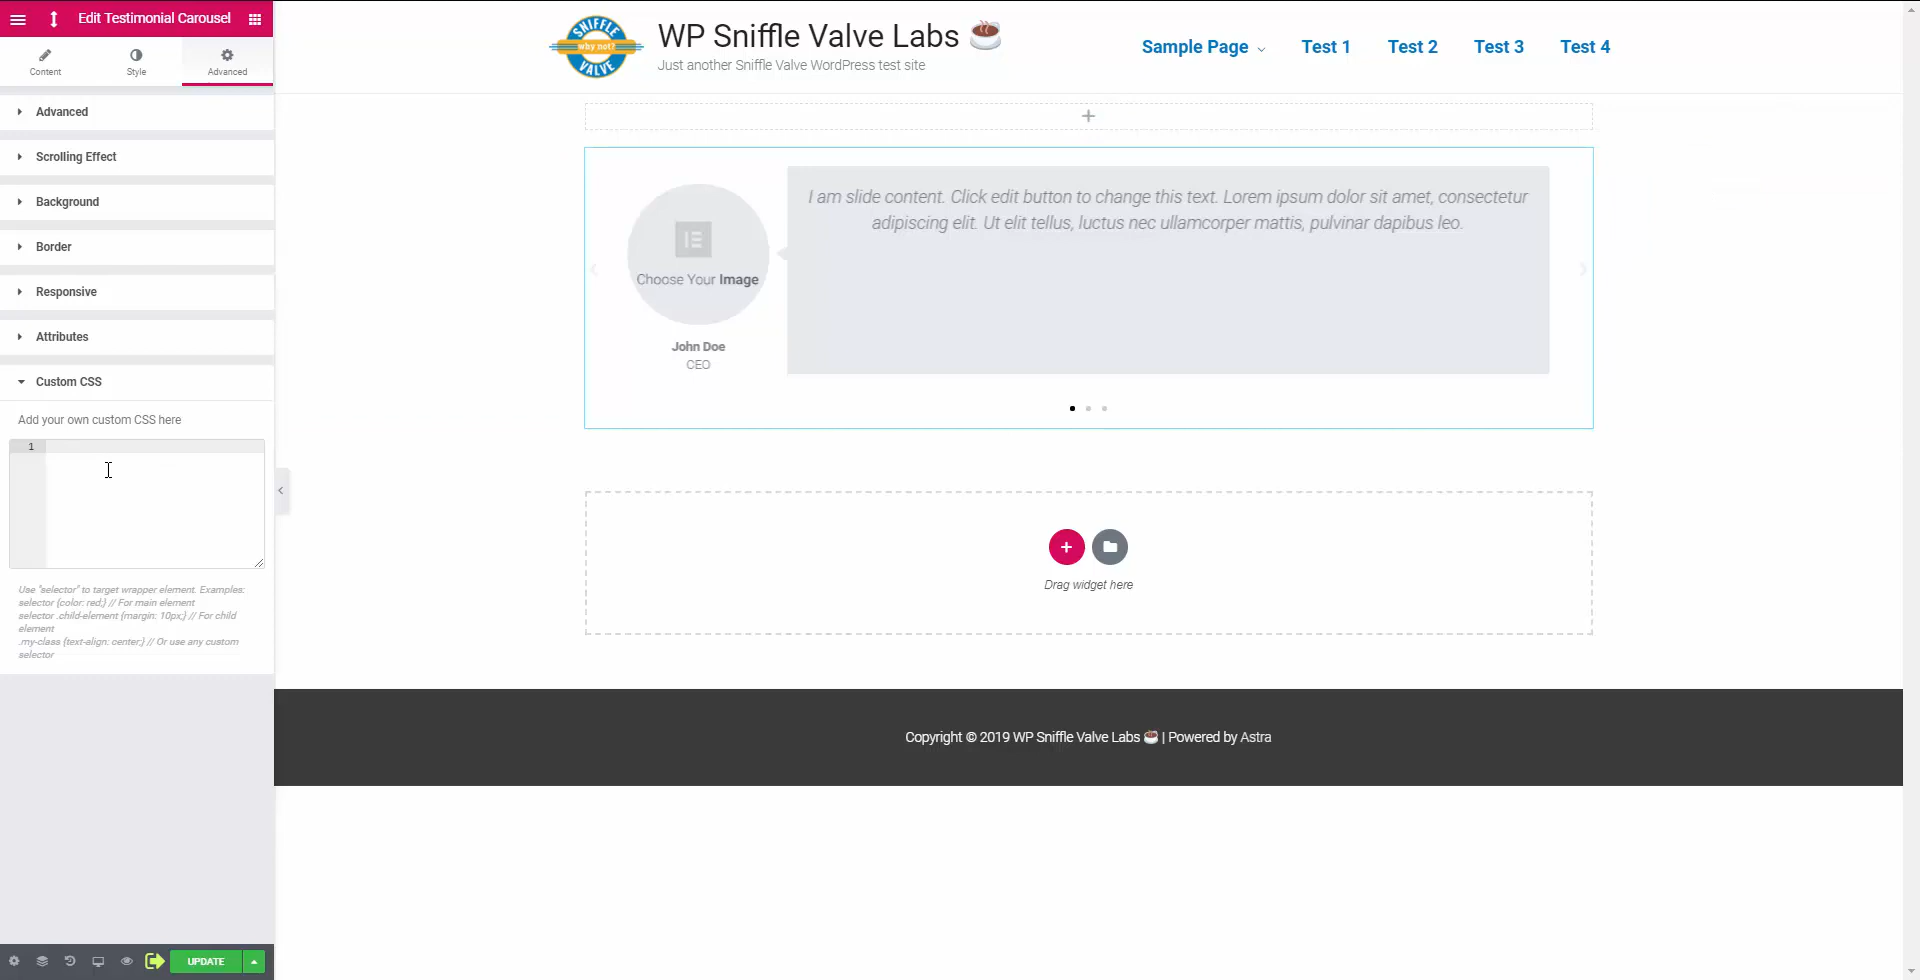 Edit Testimonial Carousel
Content
Style
Advanced
Advanced
Scrolling Effect
Background
Border
Responsive
Attributes
Custom CSS
Add your own custom CSS here
1
Use "selector" to target wrapper element. Examples:
selector {color: red;} // For main element
selector .child-element {margin: 10px;} // For child
element
.my-class {text-align: center;} // Or use any custom
selector
UPDATE
SNIFFLE
why not?
VALVE
WP Sniffle Valve Labs ☕
Just another Sniffle Valve WordPress test site
Sample Page
Test 1
Test 2
Test 3
Test 4
I am slide content. Click edit button to change this text. Lorem ipsum dolor sit amet, consectetur
adipiscing elit. Ut elit tellus, luctus nec ullamcorper mattis, pulvinar dapibus leo.
Choose Your Image
John Doe
CEO
Drag widget here
Copyright © 2019 WP Sniffle Valve Labs ☕ | Powered by Astra